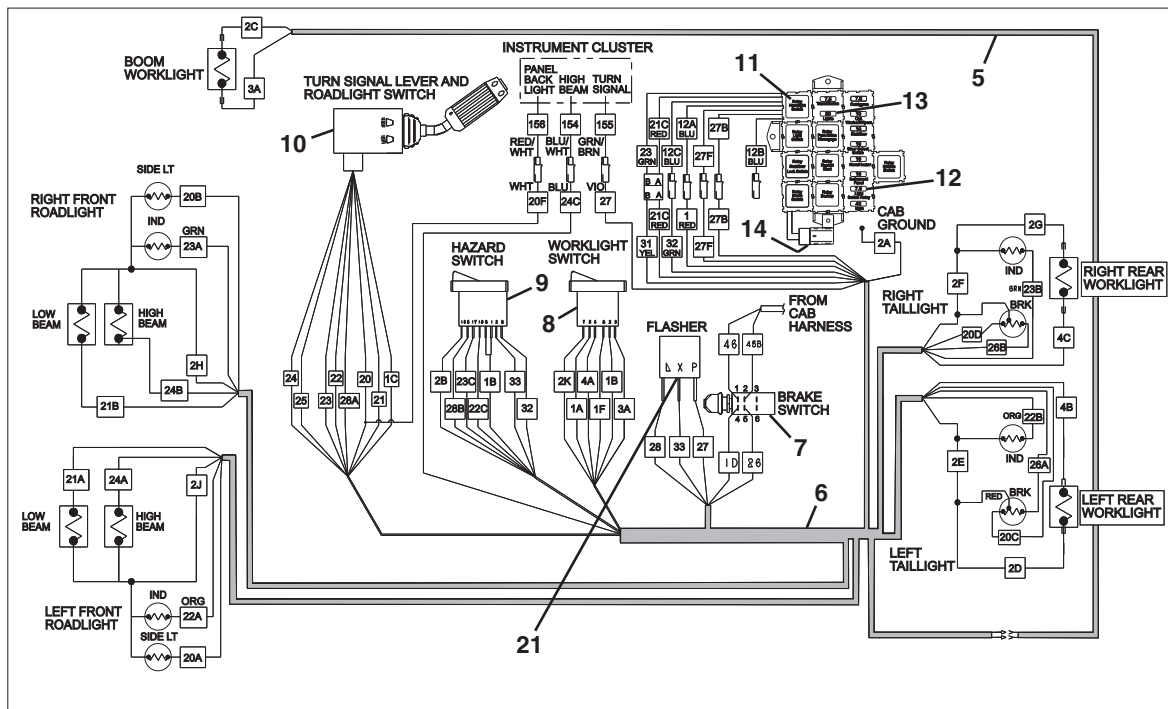 2C
BOOM
WORKLIGHT
3A
5
INSTRUMENT CLUSTER
PANEL
BACK
LIGHT
HIGH
BEAM
TURN
SIGNAL
TURN SIGNAL LEVER AND
ROADLIGHT SWITCH
10
156
154
155
RED/
WHT
BLU/
WHT
GRN/
BRN
WHT
BLU
VIO
20F
24C
27
11
13
12
14
21C
RED
12A
BLU
27B
23
GRN
12C
BLU
27F
12B
BLU
B A
B A
21C
RED
1
RED
27B
31
YEL
32
GRN
27F
CAB
GROUND
2A
SIDE LT
20B
RIGHT FRONT
ROADLIGHT
IND
GRN
23A
LOW
BEAM
HIGH
BEAM
2H
24B
21B
HAZARD
SWITCH
9
WORKLIGHT
SWITCH
8
FROM
CAB
HARNESS
FLASHER
X P
46
45B
1 2 3
4 5 6
BRAKE
SWITCH
7
24
22
20
1C
25
23
28A
21
2B
23C
1B
33
28B
22C
32
2K
4A
1B
1A
1F
3A
28
33
27
1D
26
2G
IND
2F
GRN
23B
RIGHT REAR
WORKLIGHT
RIGHT
TAILLIGHT
BRK
20D
26B
4C
4B
ORG
22B
IND
2E
26A
RED
BRK
20C
LEFT REAR
WORKLIGHT
LEFT
TAILLIGHT
2D
21A
24A
2J
LOW
BEAM
HIGH
BEAM
IND
ORG
22A
LEFT FRONT
ROADLIGHT
SIDE LT
20A
6
21